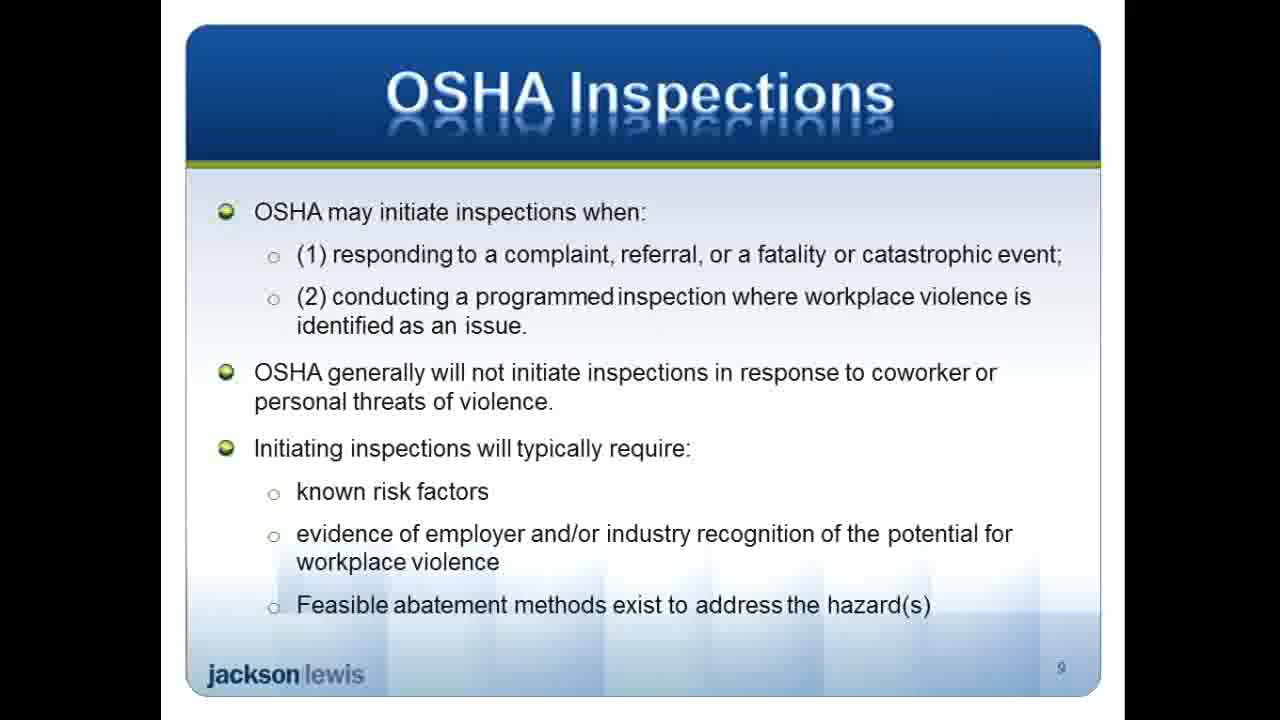 OSHA Inspections
OSHA may initiate inspections when:
(1) responding to a complaint, referral, or a fatality or catastrophic event;
(2) conducting a programmed inspection where workplace violence is
identified as an issue.
OSHA generally will not initiate inspections in response to coworker or
personal threats of violence.
Initiating inspections will typically require:
known risk factors
evidence of employer and/or industry recognition of the potential for
workplace violence
Feasible abatement methods exist to address the hazard(s)
jackson lewis
9